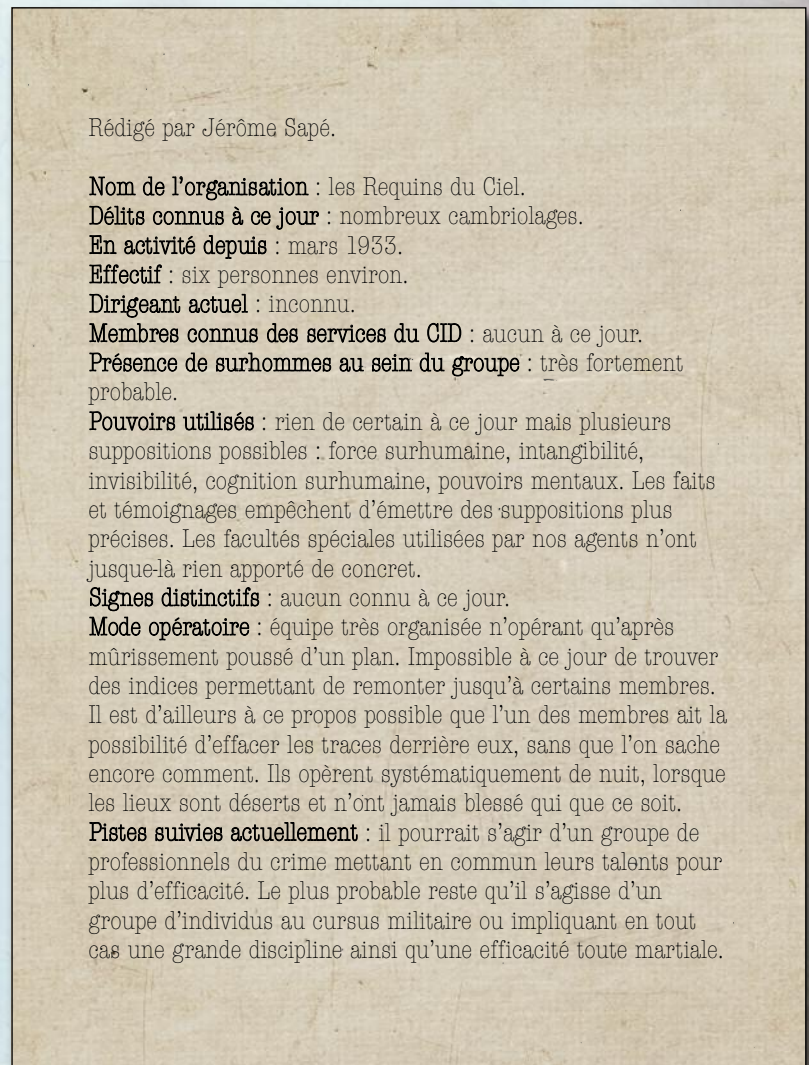 Rédigé par Jérôme Sapé.
Nom de l'organisation : les Requins du Ciel.
Délits connus à ce jour : nombreux cambriolages.
En activité depuis : mars 1933.
Effectif : six personnes environ.
Dirigeant actuel : inconnu.
Membres connus des services du CID : aucun à ce jour.
Présence de surhommes au sein du groupe : très fortement
probable.
Pouvoirs utilisés : rien de certain à ce jour mais plusieurs
suppositions possibles : force surhumaine, intangibilité,
invisibilité, cognition surhumaine, pouvoirs mentaux. Les faits
et témoignages empêchent d'émettre des suppositions plus
précises. Les facultés spéciales utilisées par nos agents n'ont
jusque-là rien apporté de concret.
Signes distinctifs : aucun connu à ce jour.
Mode opératoire : équipe très organisée n'opérant qu'après
mûrissement poussé d'un plan. Impossible à ce jour de trouver
des indices permettant de remonter jusqu'à certains membres.
Il est d'ailleurs à ce propos possible que l'un des membres ait la
possibilité d'effacer les traces derrière eux, sans que l'on sache
encore comment. Ils opèrent systématiquement de nuit, lorsque
les lieux sont déserts et n'ont jamais blessé qui que ce soit.
Pistes suivies actuellement : il pourrait s'agir d'un groupe de
professionnels du crime mettant en commun leurs talents pour
plus d'efficacité. Le plus probable reste qu'il s'agisse d'un
groupe d'individus au cursus militaire ou impliquant en tout
cas une grande discipline ainsi qu'une efficacité toute martiale.